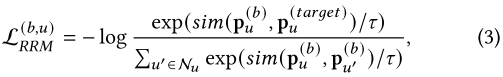 $$\mathcal{L}_{RRM}^{(b,u)} = -\log \frac{\exp(sim(\mathbf{p}_u^{(b)}, \mathbf{p}_u^{(target)})/\tau)}{\sum_{u' \in \mathcal{N}_u} \exp(sim(\mathbf{p}_u^{(b)}, \mathbf{p}_{u'}^{(b)})/\tau)}, \quad (3)$$